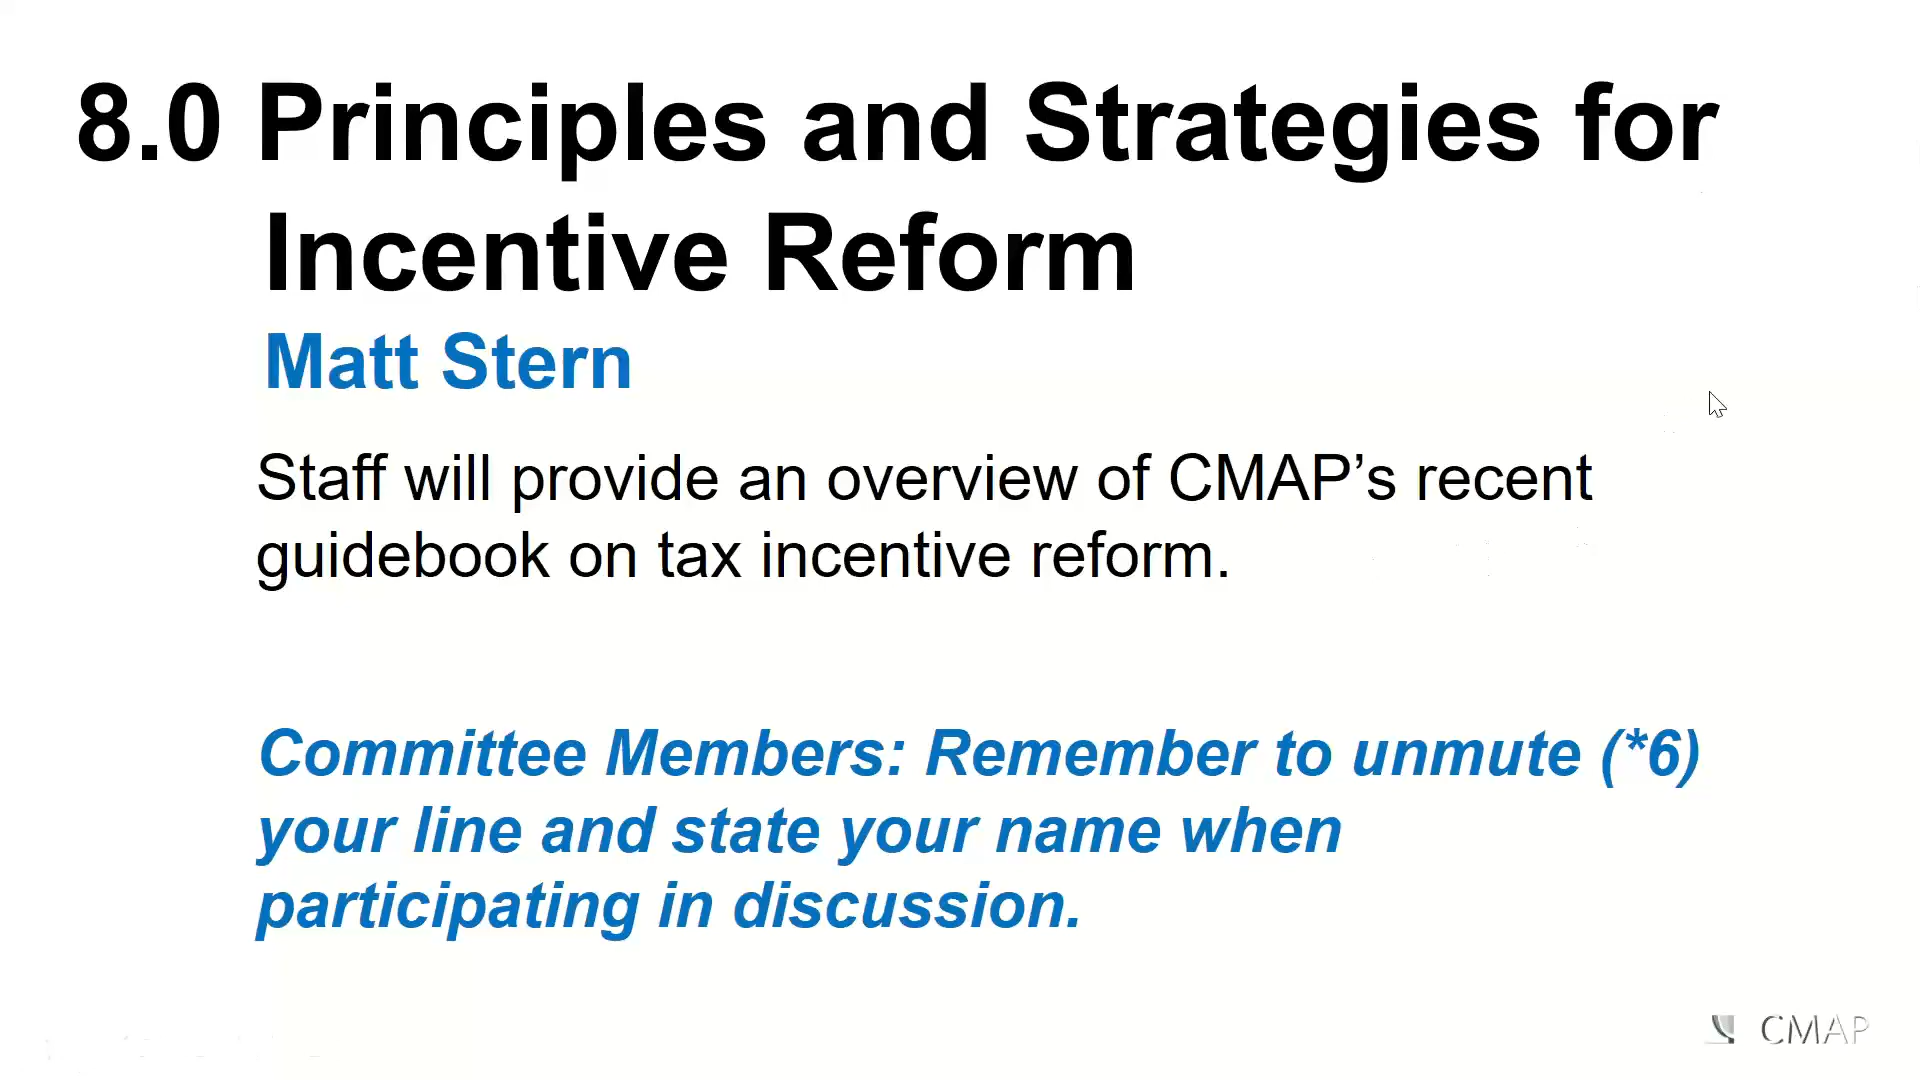 8.0 Principles and Strategies for
Incentive Reform
Matt Stern
Staff will provide an overview of CMAP’s recent
guidebook on tax incentive reform.
Committee Members: Remember to unmute (*6)
your line and state your name when
participating in discussion.
CMAP